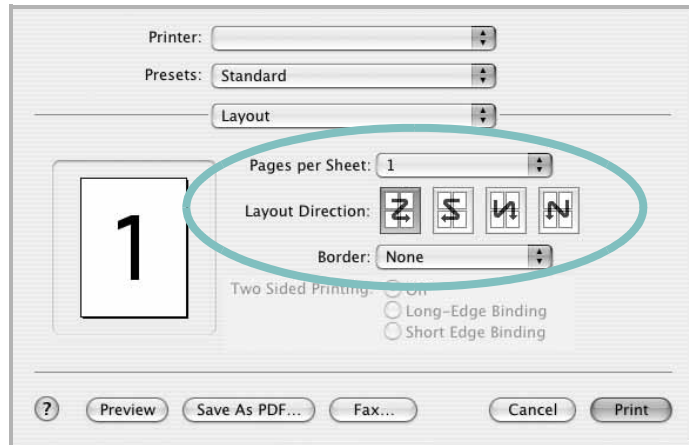 Printer:
Presets: Standard
Layout
Pages per Sheet: 1
1
Layout Direction:
Border: None
Two Sided Printing: Off
Long-Edge Binding
Short Edge Binding
? Preview Save As PDF... Fax... Cancel Print